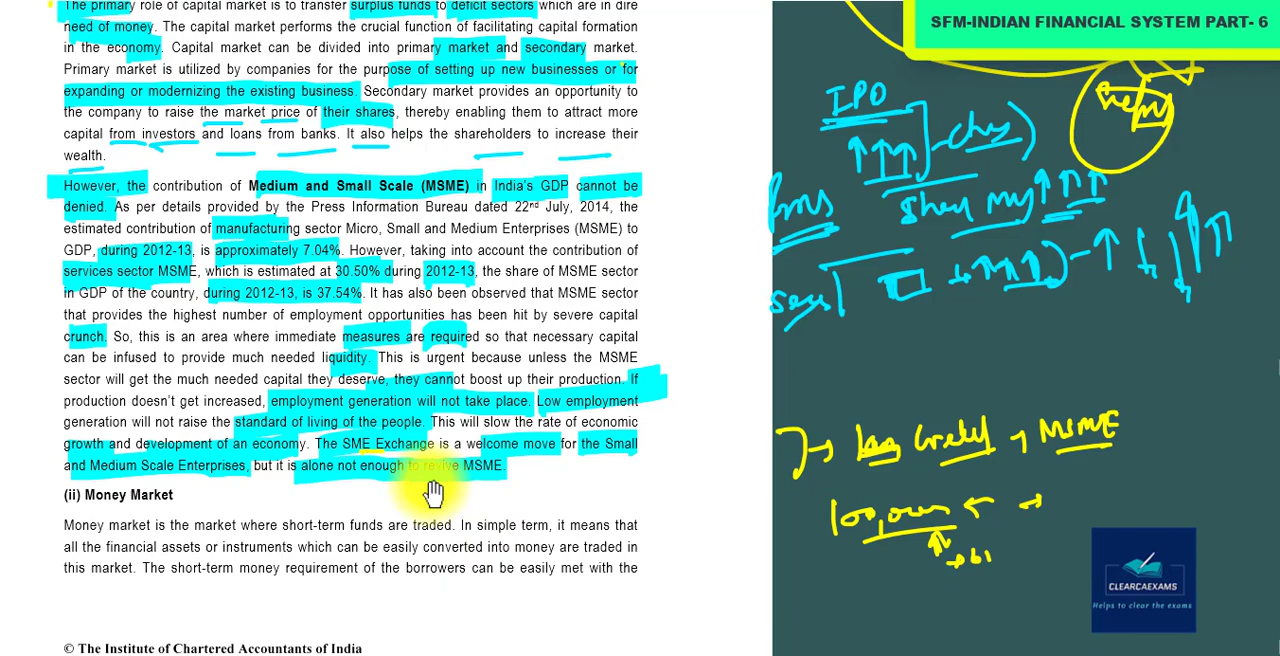 The primary role of capital market is to transfer surplus funds to deficit sectors which are in dire
need of money. The capital market performs the crucial function of facilitating capital formation
in the economy. Capital market can be divided into primary market and secondary market.
Primary market is utilized by companies for the purpose of setting up new businesses or for
expanding or modernizing the existing business. Secondary market provides an opportunity to
the company to raise the market price of their shares, thereby enabling them to attract more
capital from investors and loans from banks. It also helps the shareholders to increase their
wealth.
However, the contribution of Medium and Small Scale (MSME) in India's GDP cannot be
denied. As per details provided by the Press Information Bureau dated 22nd July, 2014, the
estimated contribution of manufacturing sector Micro, Small and Medium Enterprises (MSME) to
GDP, during 2012-13, is approximately 7.04%. However, taking into account the contribution of
services sector MSME, which is estimated at 30.50% during 2012-13, the share of MSME sector
in GDP of the country, during 2012-13, is 37.54%. It has also been observed that MSME sector
that provides the highest number of employment opportunities has been hit by severe capital
crunch. So, this is an area where immediate measures are required so that necessary capital
can be infused to provide much needed liquidity. This is urgent because unless the MSME
sector will get the much needed capital they deserve, they cannot boost up their production. If
production doesn't get increased, employment generation will not take place. Low employment
generation will not raise the standard of living of the people. This will slow the rate of economic
growth and development of an economy. The SME Exchange is a welcome move for the Small
and Medium Scale Enterprises, but it is alone not enough to revive MSME.
(ii) Money Market
Money market is the market where short-term funds are traded. In simple term, it means that
all the financial assets or instruments which can be easily converted into money are traded in
this market. The short-term money requirement of the borrowers can be easily met with the
© The Institute of Chartered Accountants of India
SFM-INDIAN FINANCIAL SYSTEM PART- 6
IPO
MSME
CLEARCAEXAMS
Helps to clear the exams